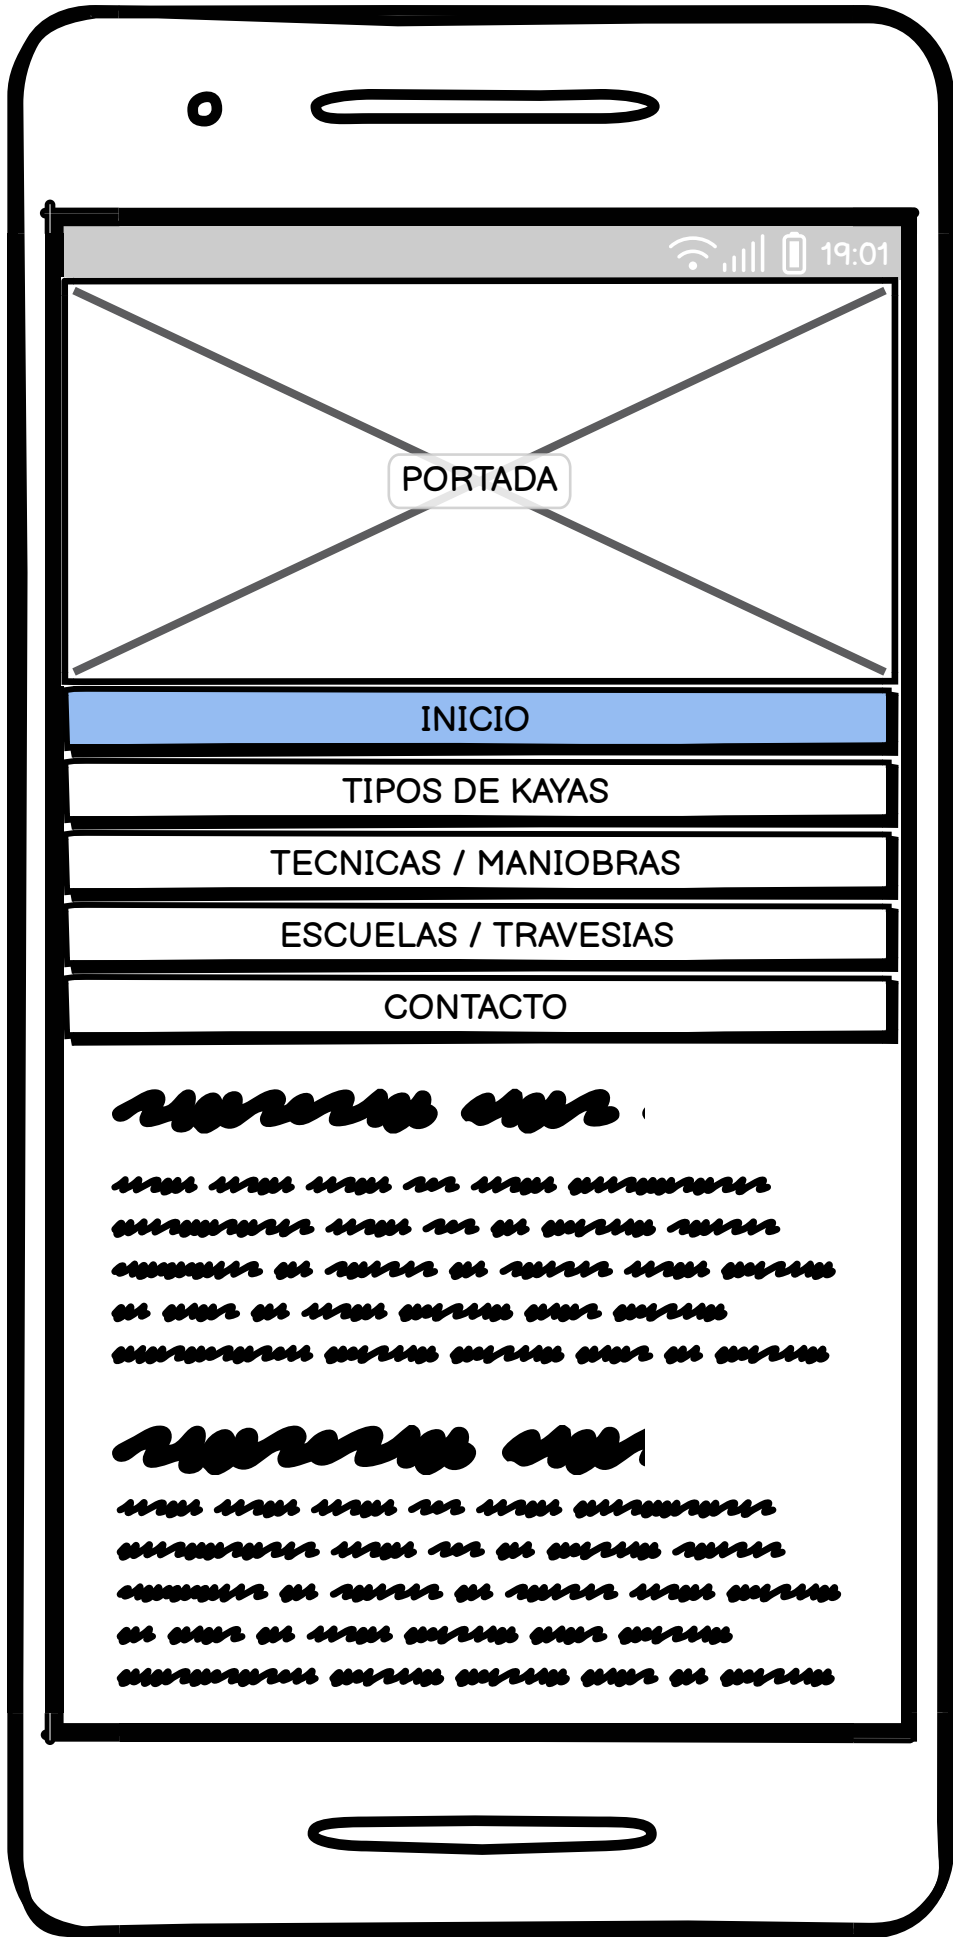 19:01
PORTADA
INICIO
TIPOS DE KAYAS
TECNICAS / MANIOBRAS
ESCUELAS / TRAVESIAS
CONTACTO